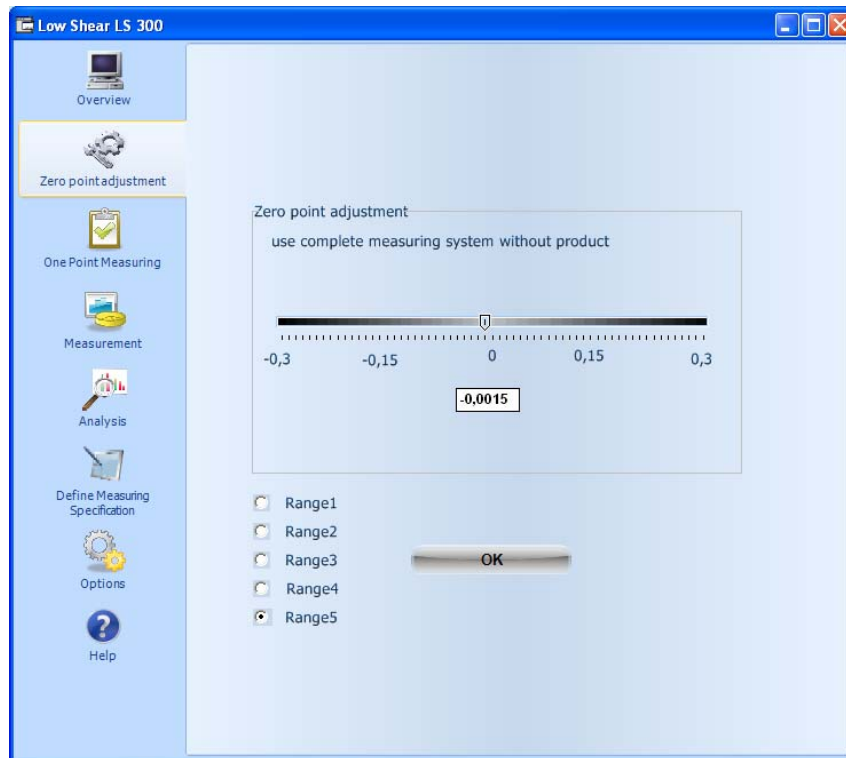 Low Shear LS 300
Overview
Zero point adjustment
One Point Measuring
Measurement
Analysis
Define Measuring
Specification
Options
Help
Zero point adjustment
use complete measuring system without product
-0,3 -0,15 0 0,15 0,3
-0,0015
Range1
Range2
Range3
Range4
Range5
OK